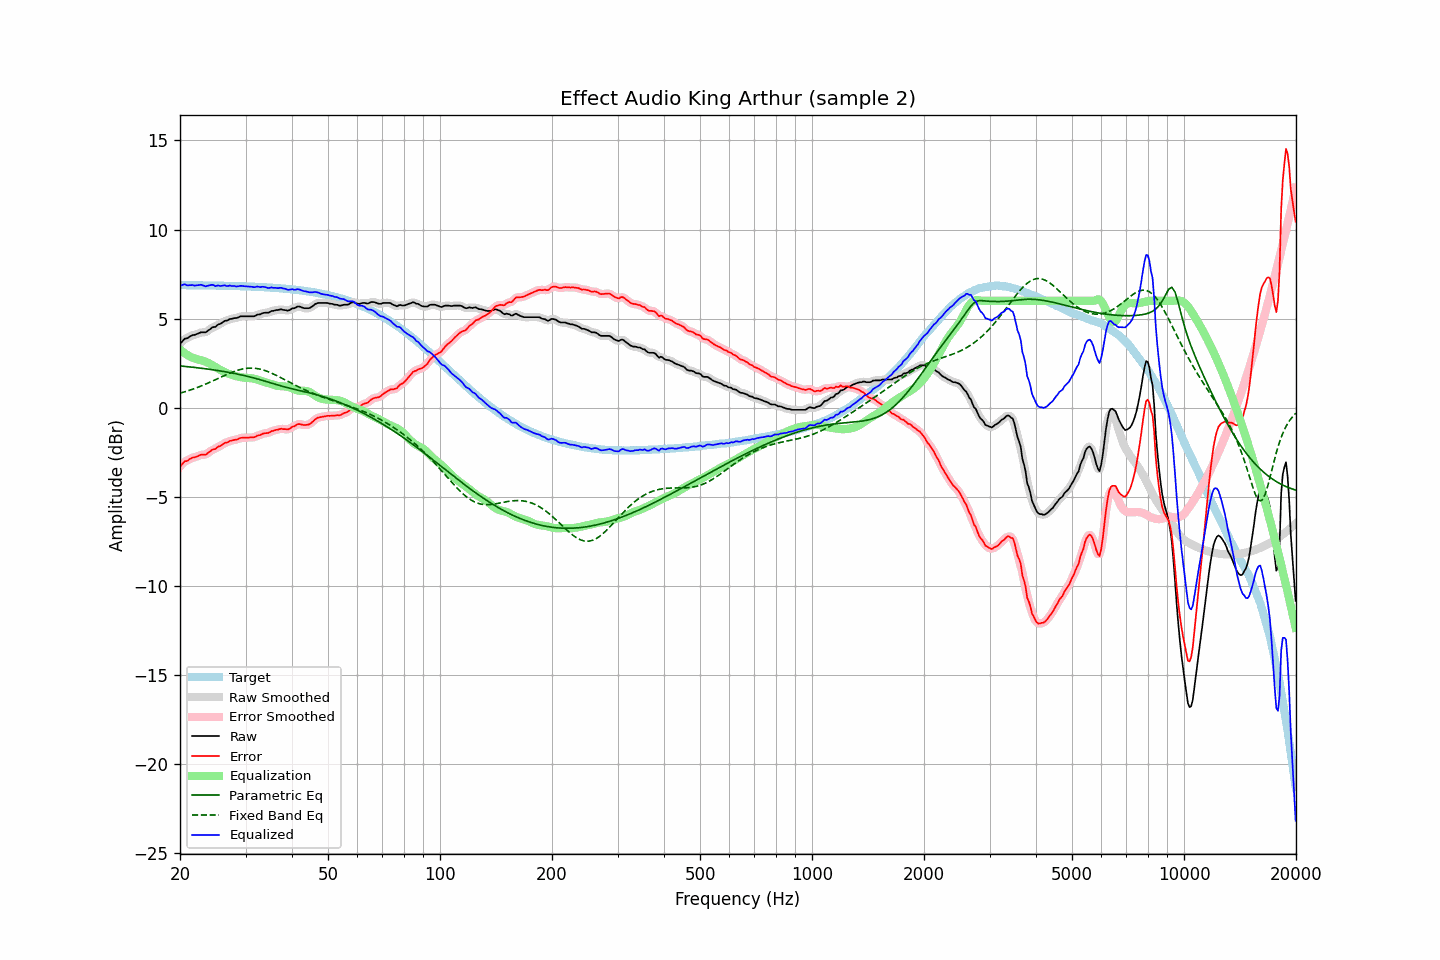 Effect Audio King Arthur (sample 2)
15
10
5
0
−5
−10
−15
−20
−25
Amplitude (dBr)
Target
Raw Smoothed
Error Smoothed
Raw
Error
Equalization
Parametric Eq
Fixed Band Eq
Equalized
20 50 100 200 500 1000 2000 5000 10000 20000
Frequency (Hz)